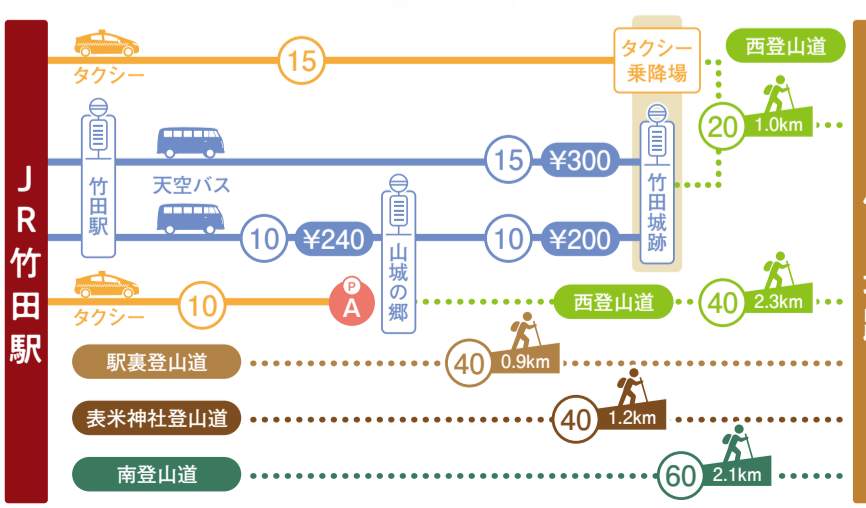 JR竹田駅
タクシー
15
タクシー
乗降場
西登山道
20
1.0km
竹田駅
天空バス
15
¥300
竹田城跡
10
¥240
山城の郷
10
¥200
タクシー
10
P
A
西登山道
40
2.3km
駅裏登山道
40
0.9km
表米神社登山道
40
1.2km
南登山道
60
2.1km